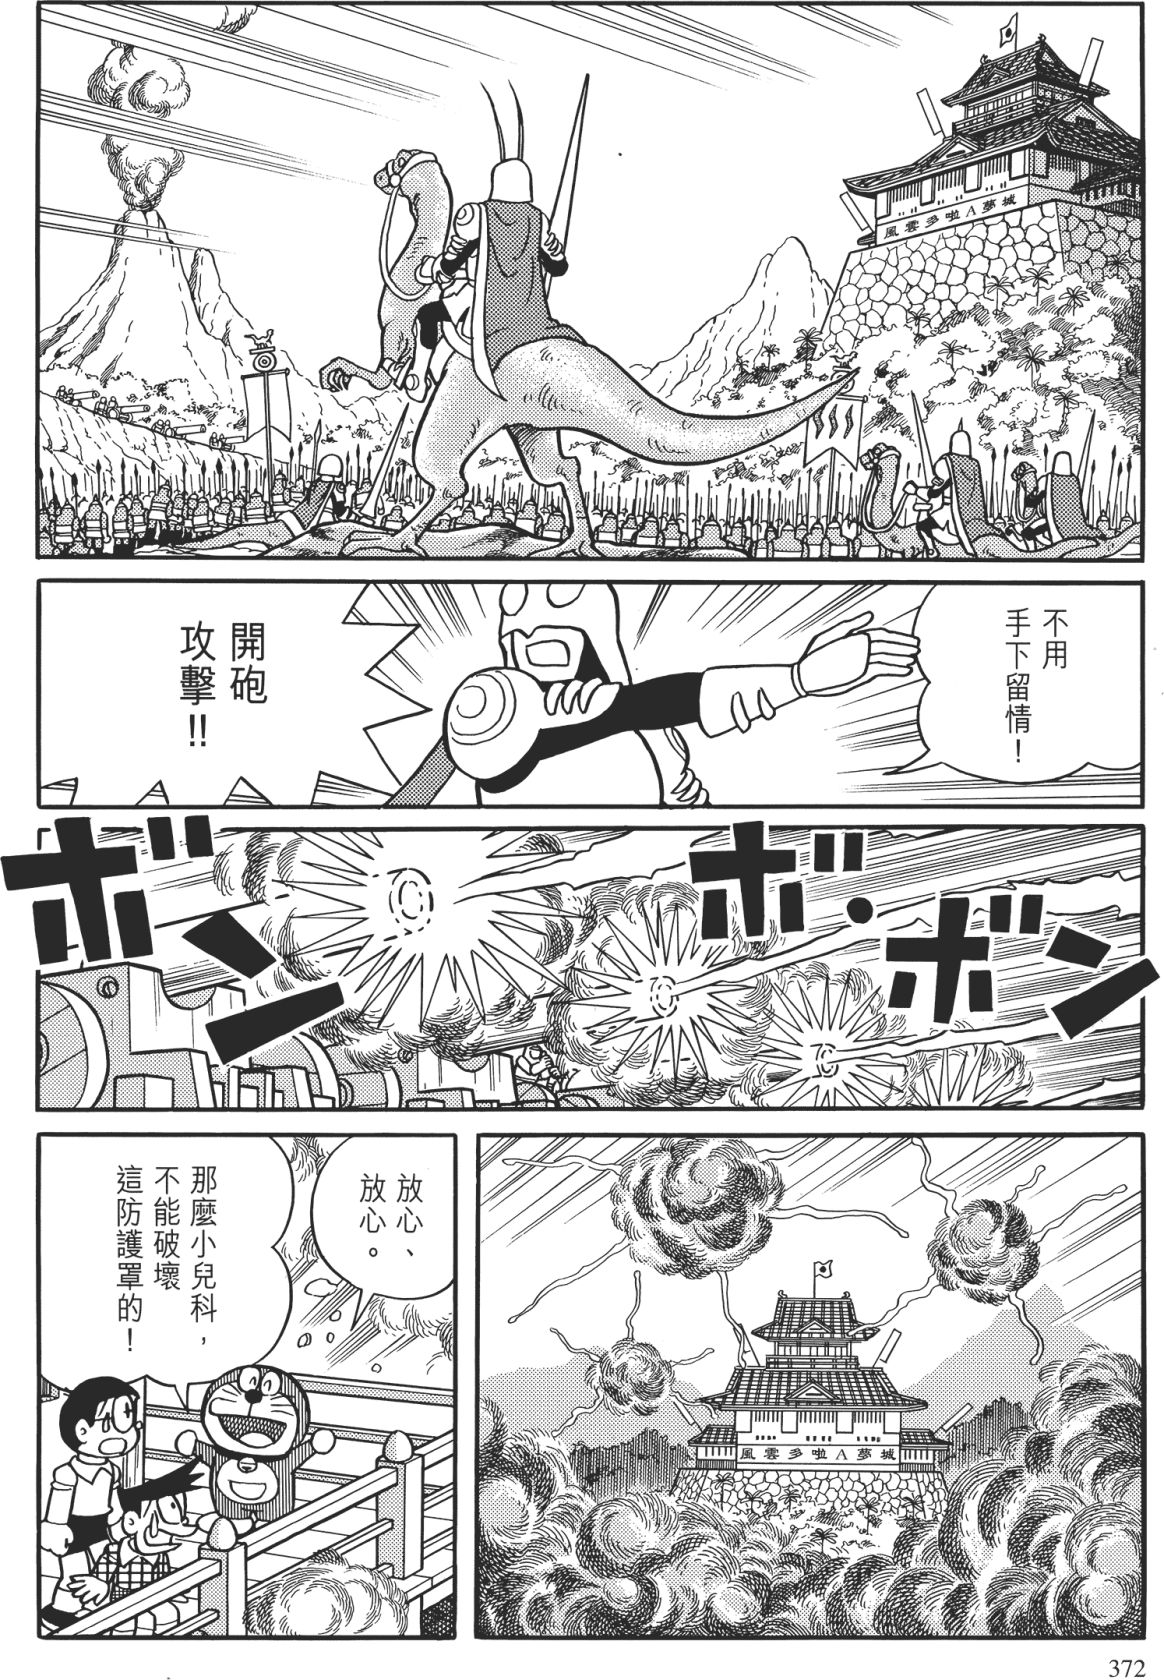 風雲多啦A夢城
不用
手下留情！
開砲
攻擊!!
ボ・ボン
ボン
風雲多啦A夢城
放心、
放心。
那麼小兒科，
不能破壞
這防護罩的！
372